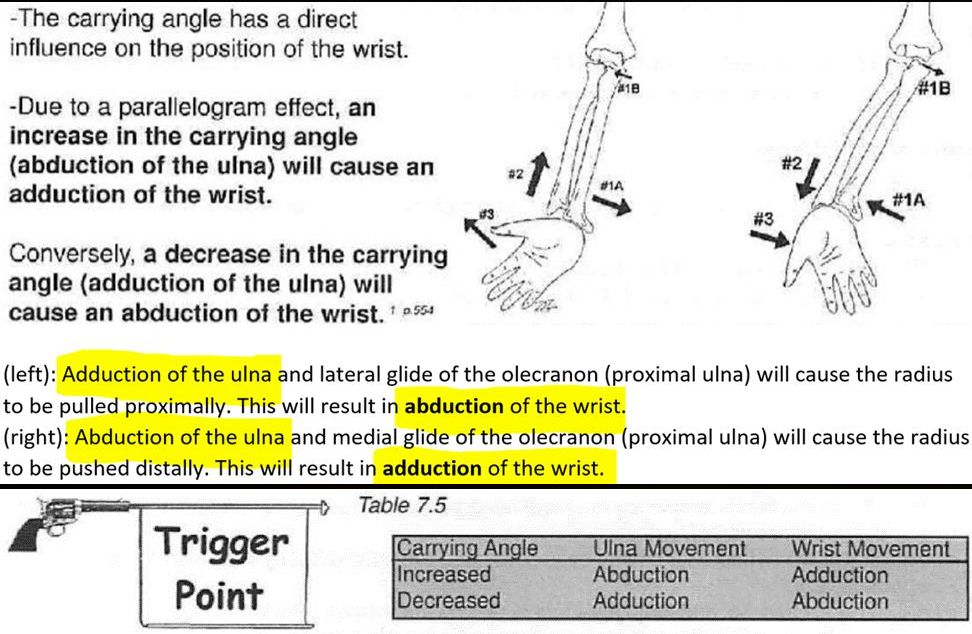 -The carrying angle has a direct
influence on the position of the wrist.
-Due to a parallelogram effect, an
increase in the carrying angle
(abduction of the ulna) will cause an
adduction of the wrist.
Conversely, a decrease in the carrying
angle (adduction of the ulna) will
cause an abduction of the wrist. 1 p.554
#1B
#2
#1A
#3
#1B
#2
#1A
#3
(left): Adduction of the ulna and lateral glide of the olecranon (proximal ulna) will cause the radius
to be pulled proximally. This will result in abduction of the wrist.
(right): Abduction of the ulna and medial glide of the olecranon (proximal ulna) will cause the radius
to be pushed distally. This will result in adduction of the wrist.
Trigger
Point
Table 7.5
Carrying Angle Ulna Movement Wrist Movement
Increased Abduction Adduction
Decreased Adduction Abduction